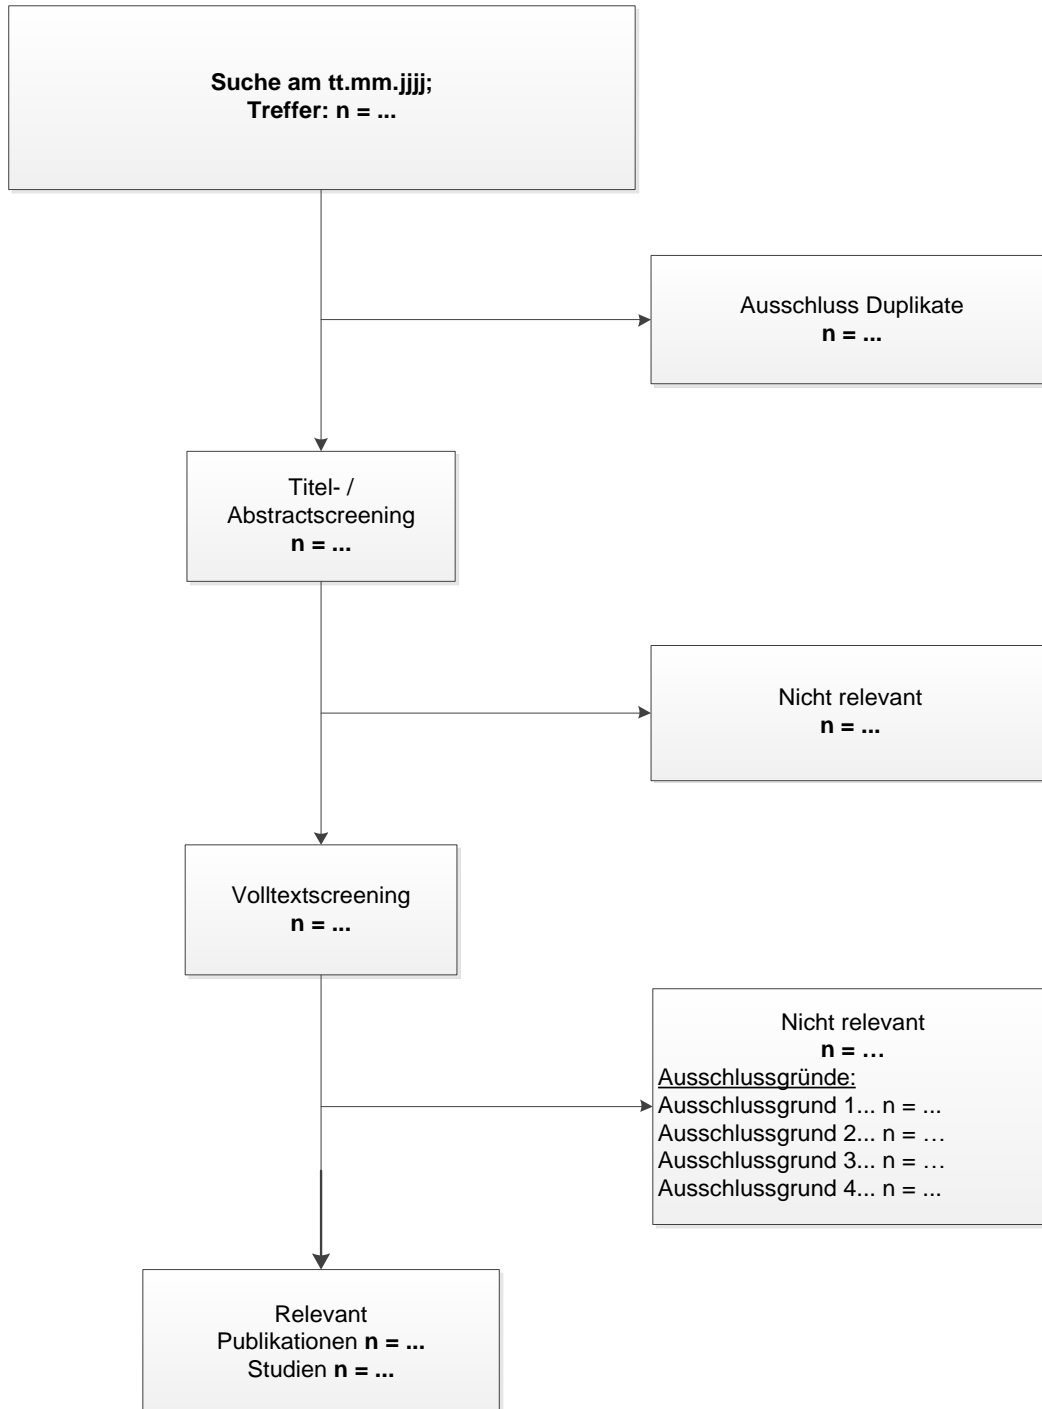 Suche am tt.mm.jjjj;
Treffer: n = ...
Ausschluss Duplikate
n = ...
Titel- /
Abstractscreening
n = ...
Nicht relevant
n = ...
Volltextscreening
n = ...
Nicht relevant
n = …
Ausschlussgründe:
Ausschlussgrund 1... n = ...
Ausschlussgrund 2... n = …
Ausschlussgrund 3... n = …
Ausschlussgrund 4... n = ...
Relevant
Publikationen n = ...
Studien n = ...